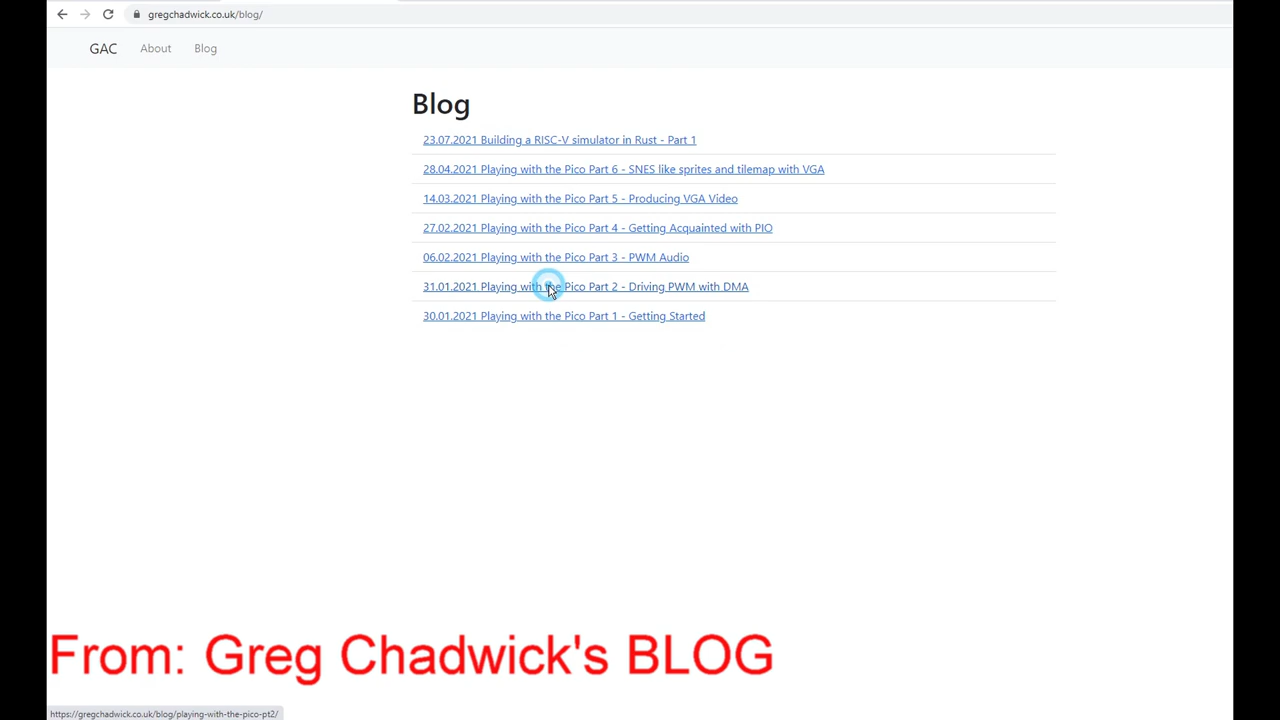 gregchadwick.co.uk/blog/
GAC About Blog
Blog
23.07.2021 Building a RISC-V simulator in Rust - Part 1
28.04.2021 Playing with the Pico Part 6 - SNES like sprites and tilemap with VGA
14.03.2021 Playing with the Pico Part 5 - Producing VGA Video
27.02.2021 Playing with the Pico Part 4 - Getting Acquainted with PIO
06.02.2021 Playing with the Pico Part 3 - PWM Audio
31.01.2021 Playing with the Pico Part 2 - Driving PWM with DMA
30.01.2021 Playing with the Pico Part 1 - Getting Started
From: Greg Chadwick's BLOG
https://gregchadwick.co.uk/blog/playing-with-the-pico-pt2/